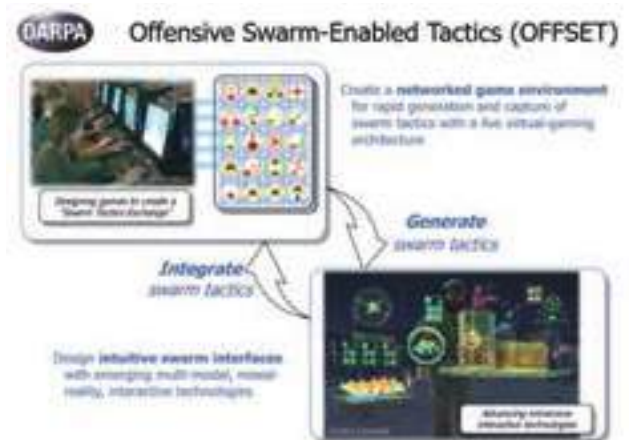 DARPA
Offensive Swarm-Enabled Tactics (OFFSET)
Create a networked game environment
for rapid generation and capture of
swarm tactics with a live virtual-gaming
architecture
Designing games to create a
"Swarm Tactics Exchange"
Generate
swarm tactics
Integrate
swarm tactics
Design intuitive swarm interfaces
with emerging multi-modal, mixed-
reality, interactive technologies
Advancing immersive
interactive technologies